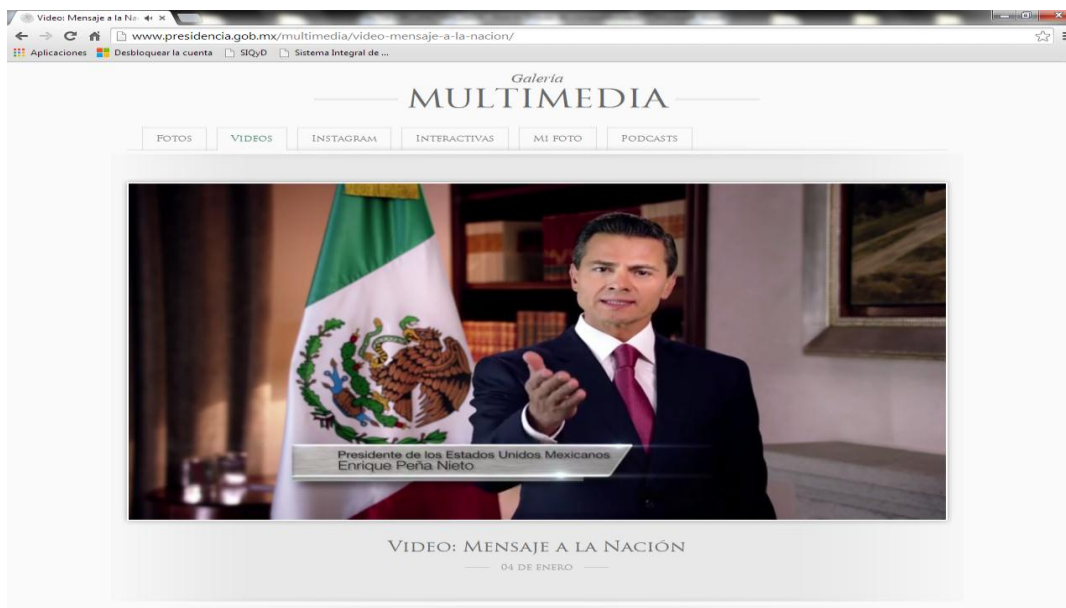 Video: Mensaje a la Na
www.presidencia.gob.mx/multimedia/video-mensaje-a-la-nacion/
Aplicaciones Desbloquear la cuenta SIQyD Sistema Integral de ...
Galería
MULTIMEDIA
FOTOS VIDEOS INSTAGRAM INTERACTIVAS MI FOTO PODCASTS
Presidente de los Estados Unidos Mexicanos
Enrique Peña Nieto
VIDEO: MENSAJE A LA NACIÓN
04 DE ENERO